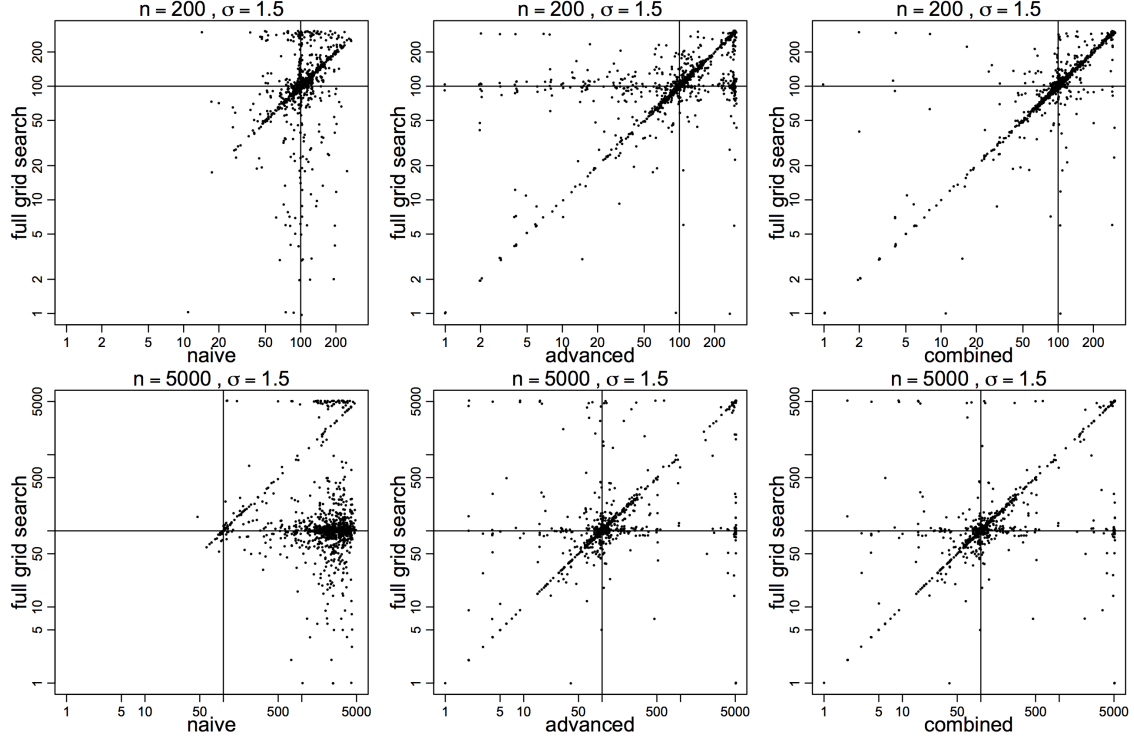 n = 200 , σ = 1.5
full grid search
1 2 5 10 20 50 100 200
1 2 5 10 20 50 100 200
naive
n = 200 , σ = 1.5
full grid search
1 2 5 10 20 50 100 200
1 2 5 10 20 50 100 200
advanced
n = 200 , σ = 1.5
full grid search
1 2 5 10 20 50 100 200
1 2 5 10 20 50 100 200
combined
n = 5000 , σ = 1.5
full grid search
1 5 10 50 500 5000
1 5 10 50 500 5000
naive
n = 5000 , σ = 1.5
full grid search
1 5 10 50 500 5000
1 5 10 50 500 5000
advanced
n = 5000 , σ = 1.5
full grid search
1 5 10 50 500 5000
1 5 10 50 500 5000
combined